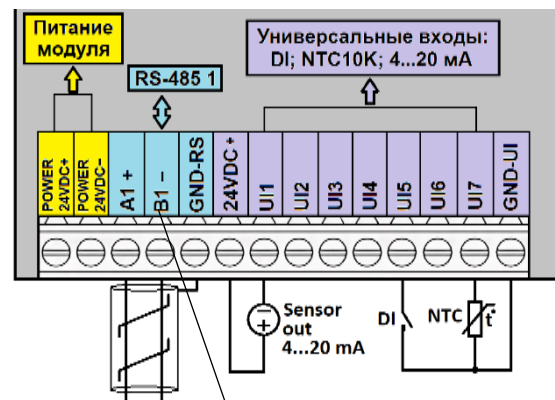 Питание
модуля
RS-485 1
Универсальные входы:
DI; NTC10K; 4...20 мА
POWER
24VDC+
POWER
24VDC-
A1 +
B1 -
GND-RS
24VDC +
UI1
UI2
UI3
UI4
UI5
UI6
UI7
GND-UI
Sensor
out
4...20 mA
DI
NTC
t°